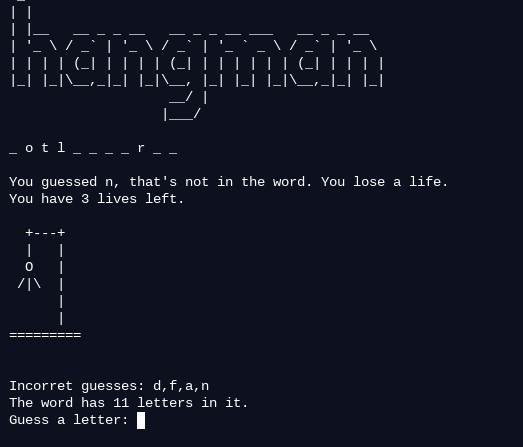 hangman
_ o t l _ _ _ _ r _ _
You guessed n, that's not in the word. You lose a life.
You have 3 lives left.
Incorret guesses: d,f,a,n
The word has 11 letters in it.
Guess a letter: